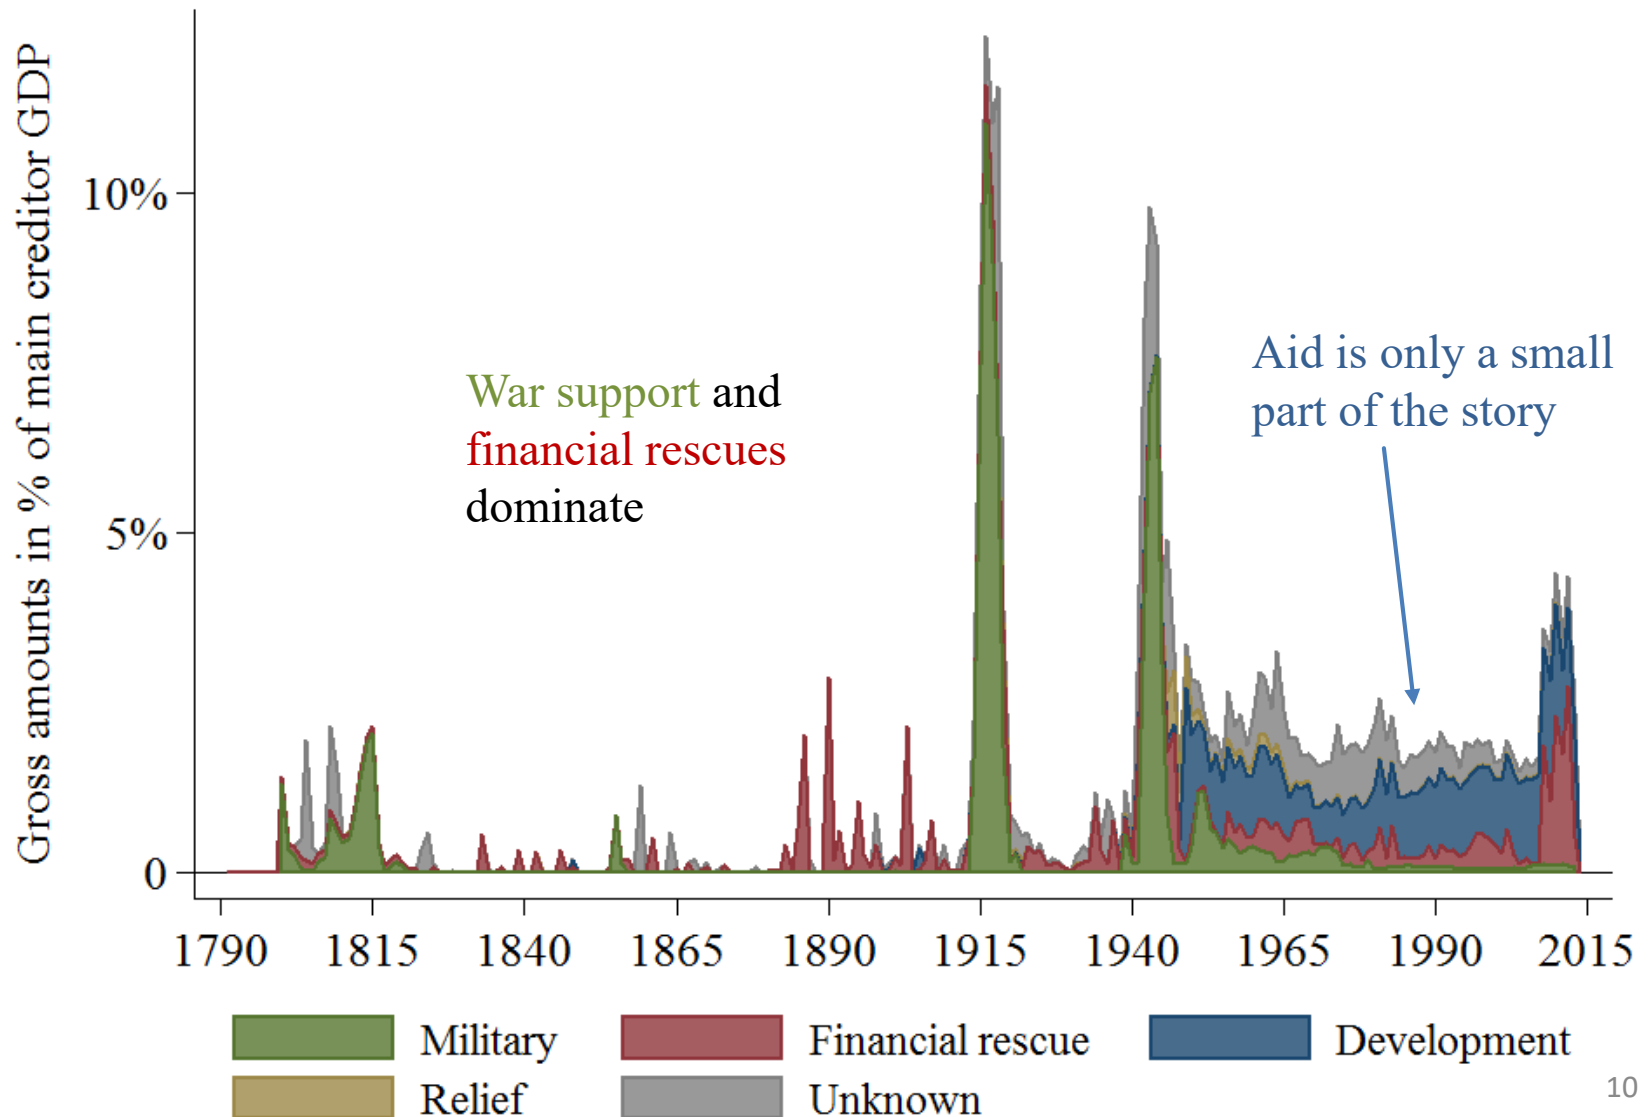 Gross amounts in % of main creditor GDP
10%
5%
0
War support and
financial rescues
dominate
Aid is only a small
part of the story
1790 1815 1840 1865 1890 1915 1940 1965 1990 2015
Military Financial rescue Development
Relief Unknown
10